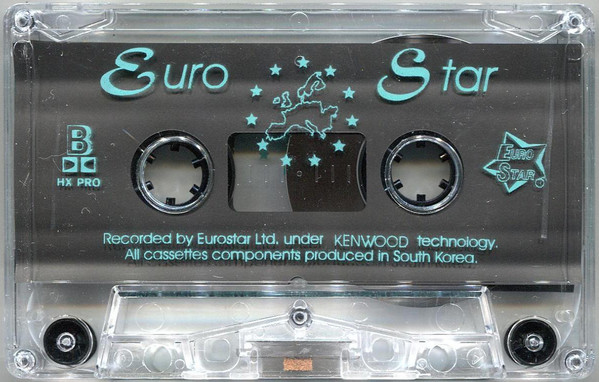 Euro Star
B
HX PRO
EURO
STAR
Recorded by Eurostar Ltd. under KENWOOD technology.
All cassettes components produced in South Korea.